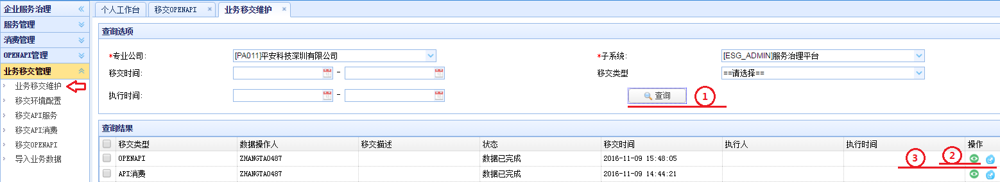 企业服务治理
服务管理
消费管理
OPENAPI管理
业务移交管理
业务移交维护
移交环境配置
移交API服务
移交API消费
移交OPENAPI
导入业务数据
个人工作台 移交OPENAPI 业务移交维护
查询选项
*专业公司: [PA011]平安科技深圳有限公司 *子系统: [ESG_ADMIN]服务治理平台
移交时间: - 移交类型 ==请选择==
执行时间: - 查询 1
查询结果
移交类型 数据操作人 移交描述 状态 移交时间 执行人 执行时间 操作
OPENAPI ZHANGTAO487 数据已完成 2016-11-09 15:48:05 3 2
API消费 ZHANGTAO487 数据已完成 2016-11-09 14:44:21